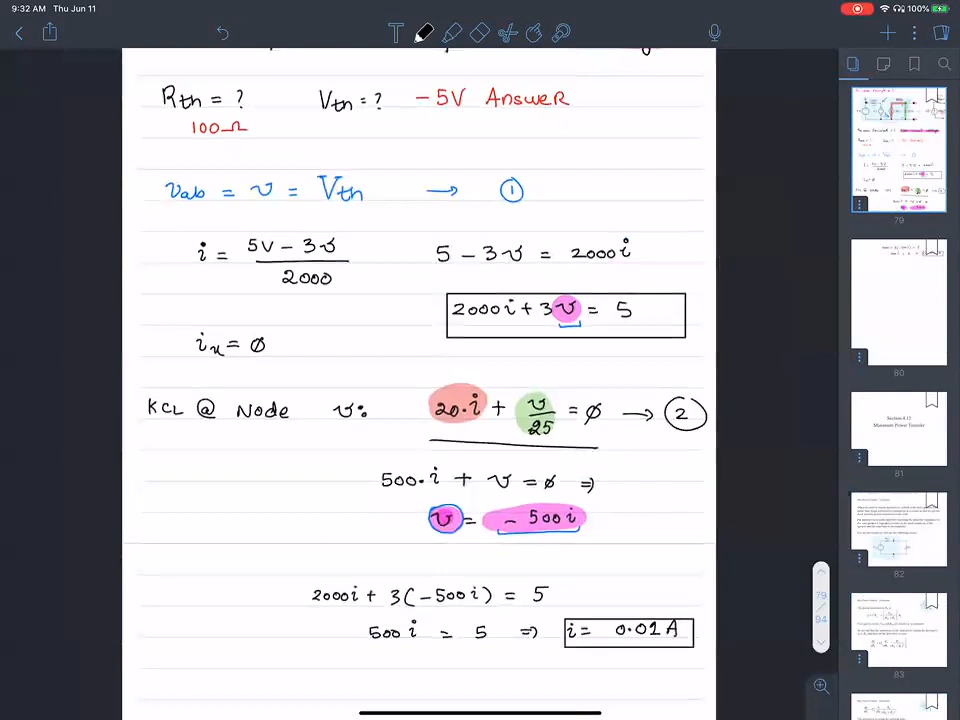 9:32 AM Thu Jun 11
100%
Rth = ? Vth = ? -5V Answer
100Ω
vab = v = Vth → ①
i = 5V - 3v / 2000
5 - 3v = 2000i
2000i + 3v = 5
ix = 0
KCL @ Node v: 20·i + v/25 = 0 → ②
500·i + v = 0 ⇒
v = -500i
2000i + 3(-500i) = 5
500i = 5 ⇒ i = 0.01A
79
80
Section 4.12
Maximum Power Transfer
81
82
83
79
94